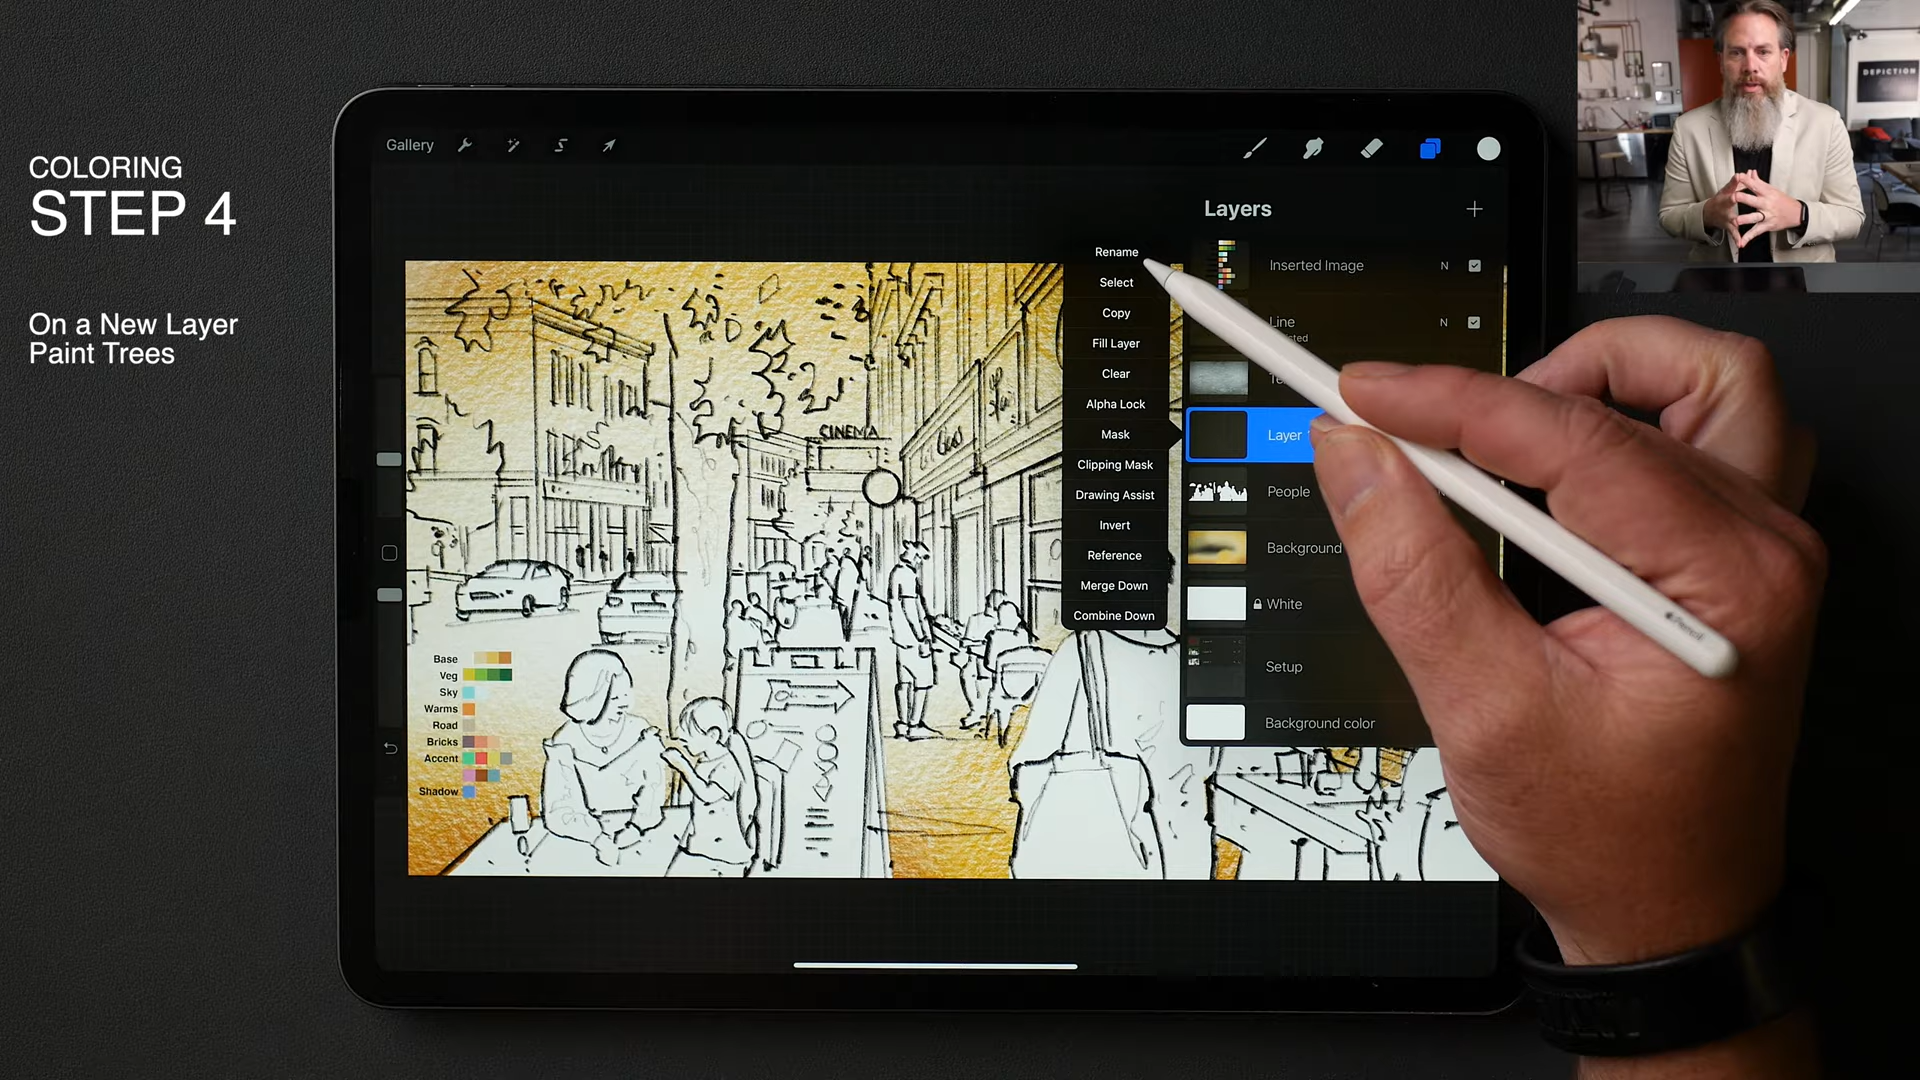 COLORING
STEP 4
On a New Layer
Paint Trees
DEPICTION
Gallery
Layers
Rename
Select
Copy
Fill Layer
Clear
Alpha Lock
Mask
Clipping Mask
Drawing Assist
Invert
Reference
Merge Down
Combine Down
Inserted Image N
Line N
Layer
People
Background
White
Setup
Background color
CINEMA
Base
Veg
Sky
Warms
Road
Bricks
Accent
Shadow
Pencil